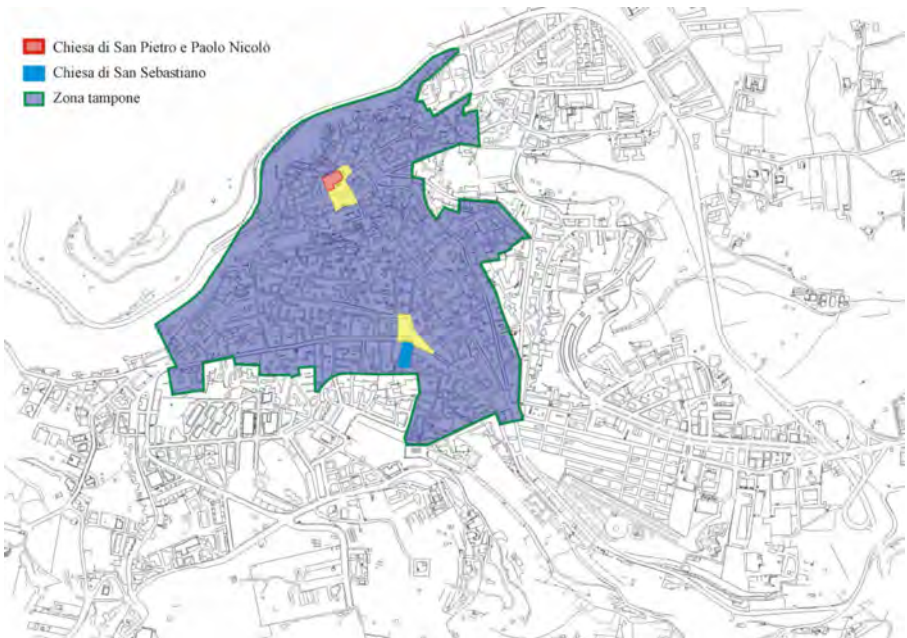 Chiesa di San Pietro e Paolo Nicolò
Chiesa di San Sebastiano
Zona tampone